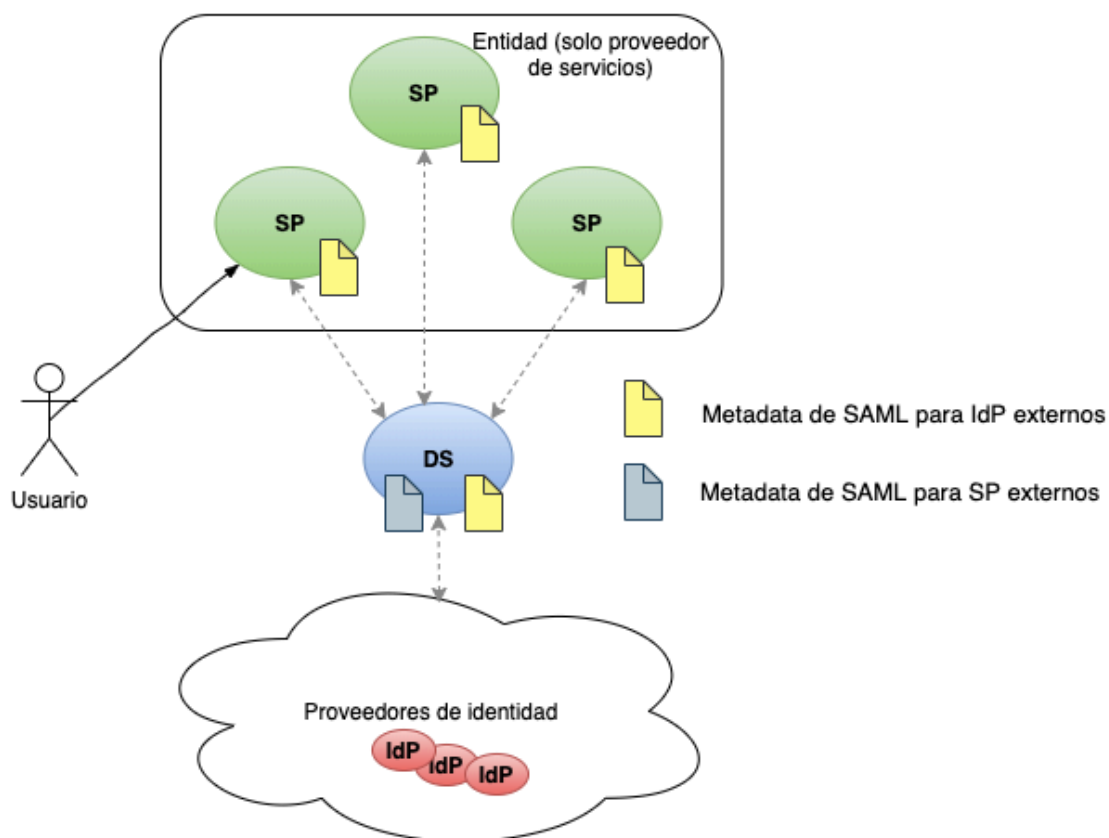 Entidad (solo proveedor
de servicios)
SP
SP
SP
Usuario
DS
Metadata de SAML para IdP externos
Metadata de SAML para SP externos
Proveedores de identidad
IdP
IdP
IdP